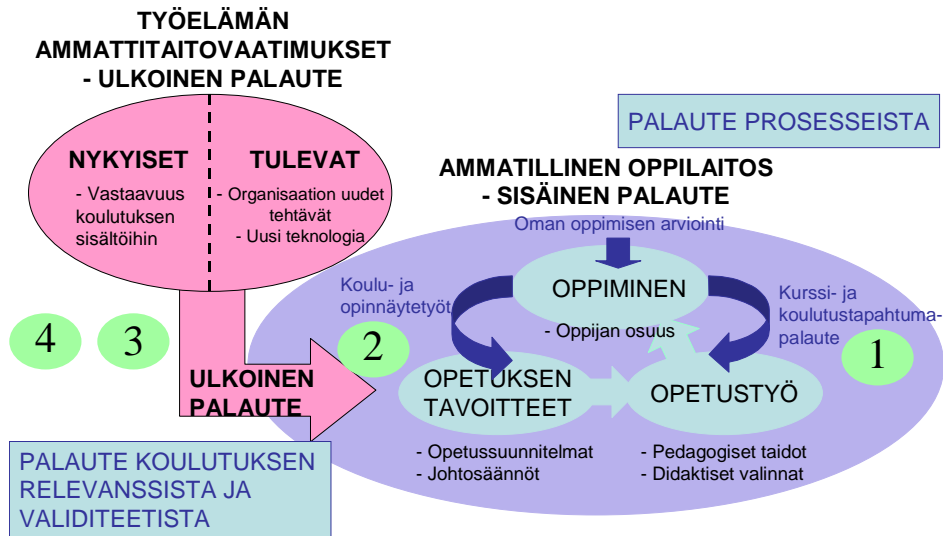 TYÖELÄMÄN
AMMATTITAITOVAATIMUKSET
- ULKOINEN PALAUTE
NYKYISET
- Vastaavuus
koulutuksen
sisältöihin
TULEVAT
- Organisaation uudet
tehtävät
- Uusi teknologia
PALAUTE PROSESSEISTA
AMMATILLINEN OPPILAITOS
- SISÄINEN PALAUTE
Oman oppimisen arviointi
OPPIMINEN
- Oppijan osuus
Koulu- ja
opinnäytetyöt
Kurssi- ja
koulutustapahtuma-
palaute
4
3
2
1
ULKOINEN
PALAUTE
OPETUKSEN
TAVOITTEET
OPETUSTYÖ
- Opetussuunnitelmat
- Johtosäännöt
- Pedagogiset taidot
- Didaktiset valinnat
PALAUTE KOULUTUKSEN
RELEVANSSISTA JA
VALIDITEETISTA